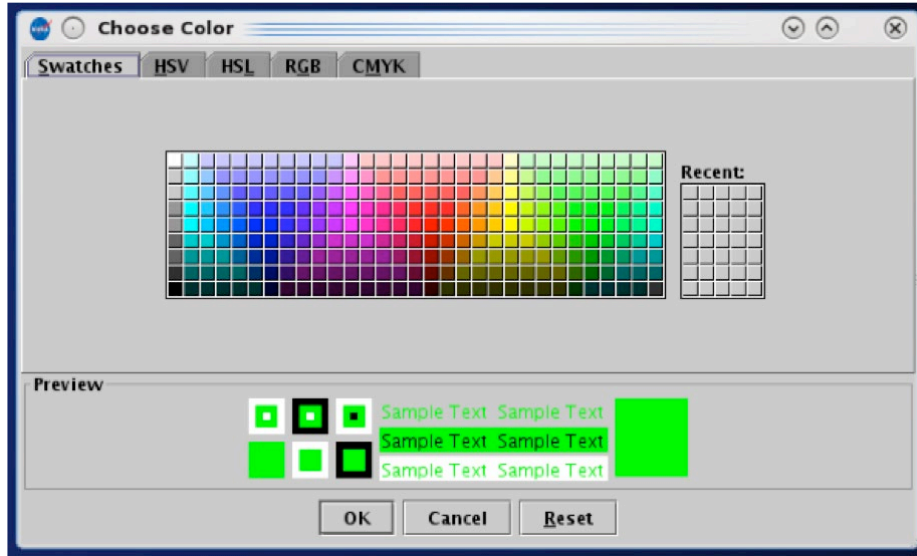 Choose Color
Swatches HSV HSL RGB CMYK
Recent:
Preview
Sample Text Sample Text
Sample Text Sample Text
Sample Text Sample Text
OK Cancel Reset